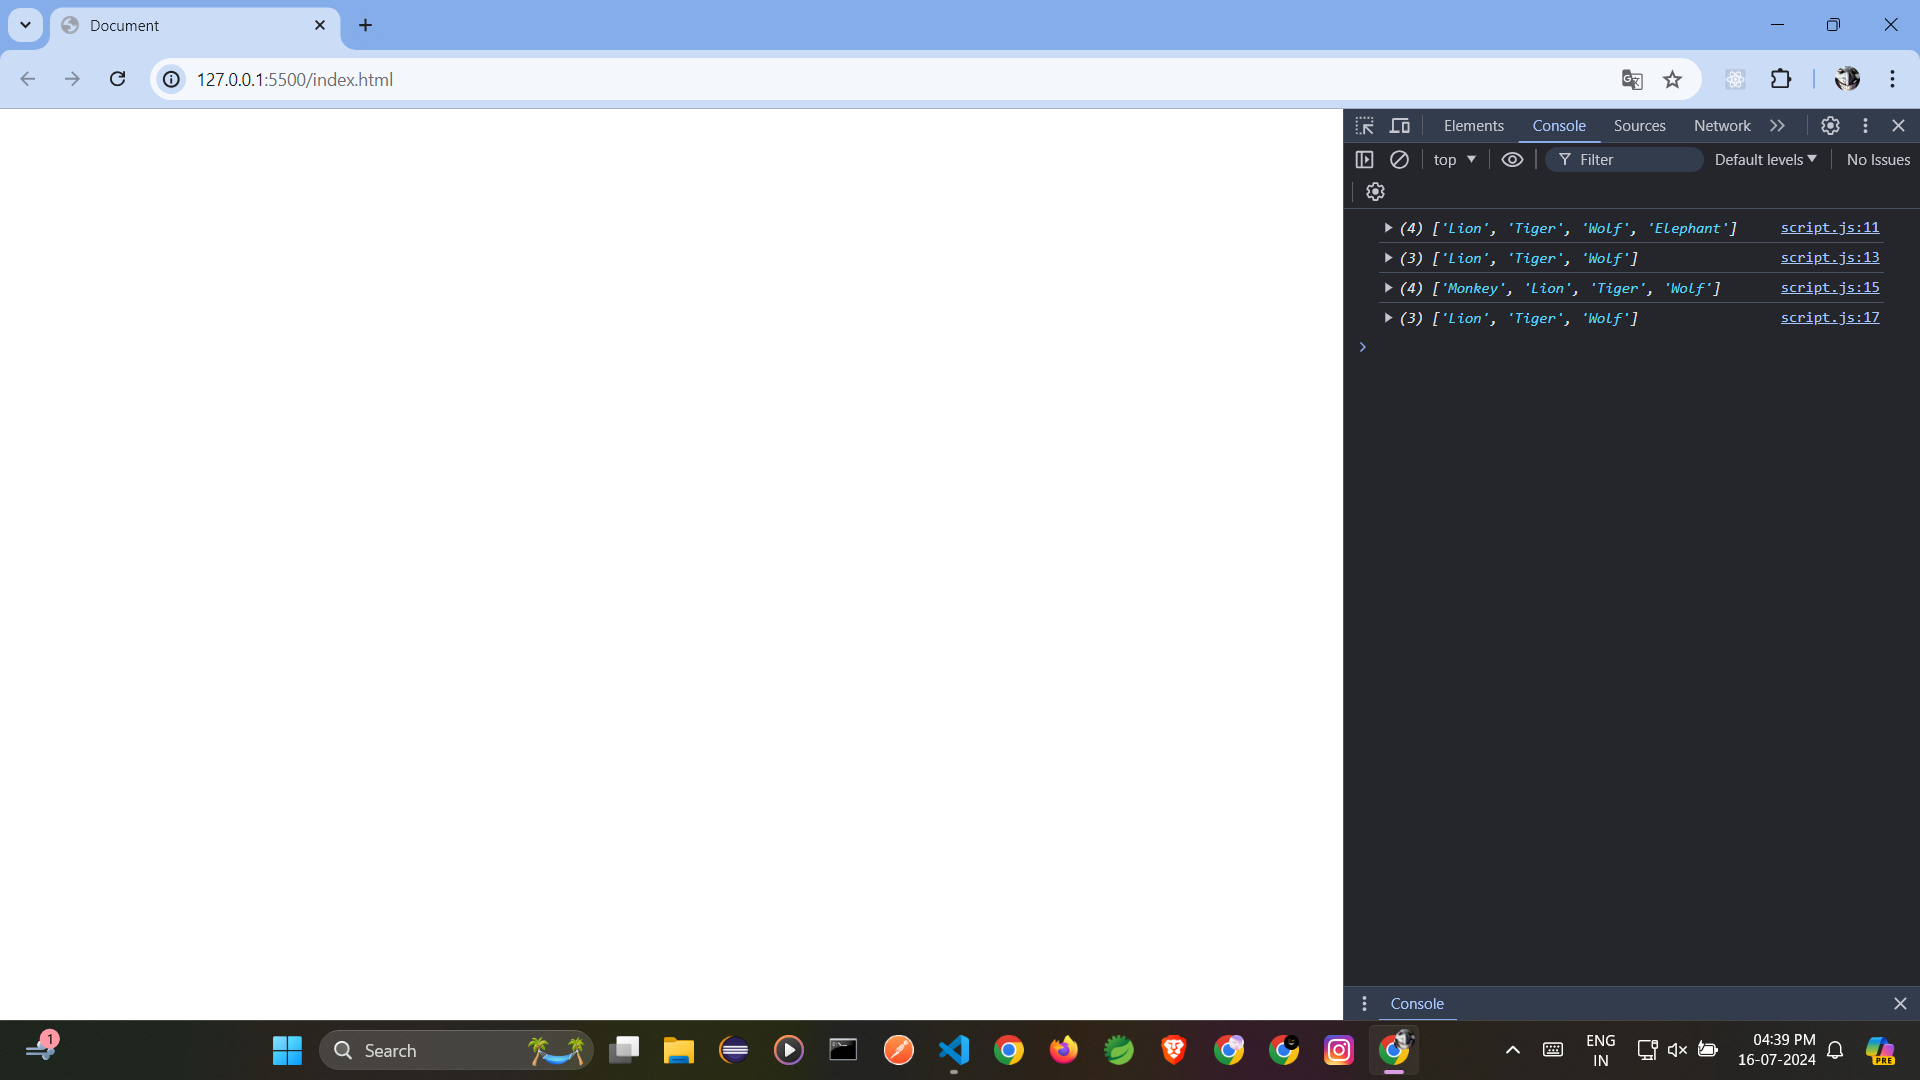 Document
127.0.0.1:5500/index.html
Elements Console Sources Network
top Filter Default levels No Issues
(4) ['Lion', 'Tiger', 'Wolf', 'Elephant'] script.js:11
(3) ['Lion', 'Tiger', 'Wolf'] script.js:13
(4) ['Monkey', 'Lion', 'Tiger', 'Wolf'] script.js:15
(3) ['Lion', 'Tiger', 'Wolf'] script.js:17
Console
1
Search
ENG
IN
04:39 PM
16-07-2024
PRE